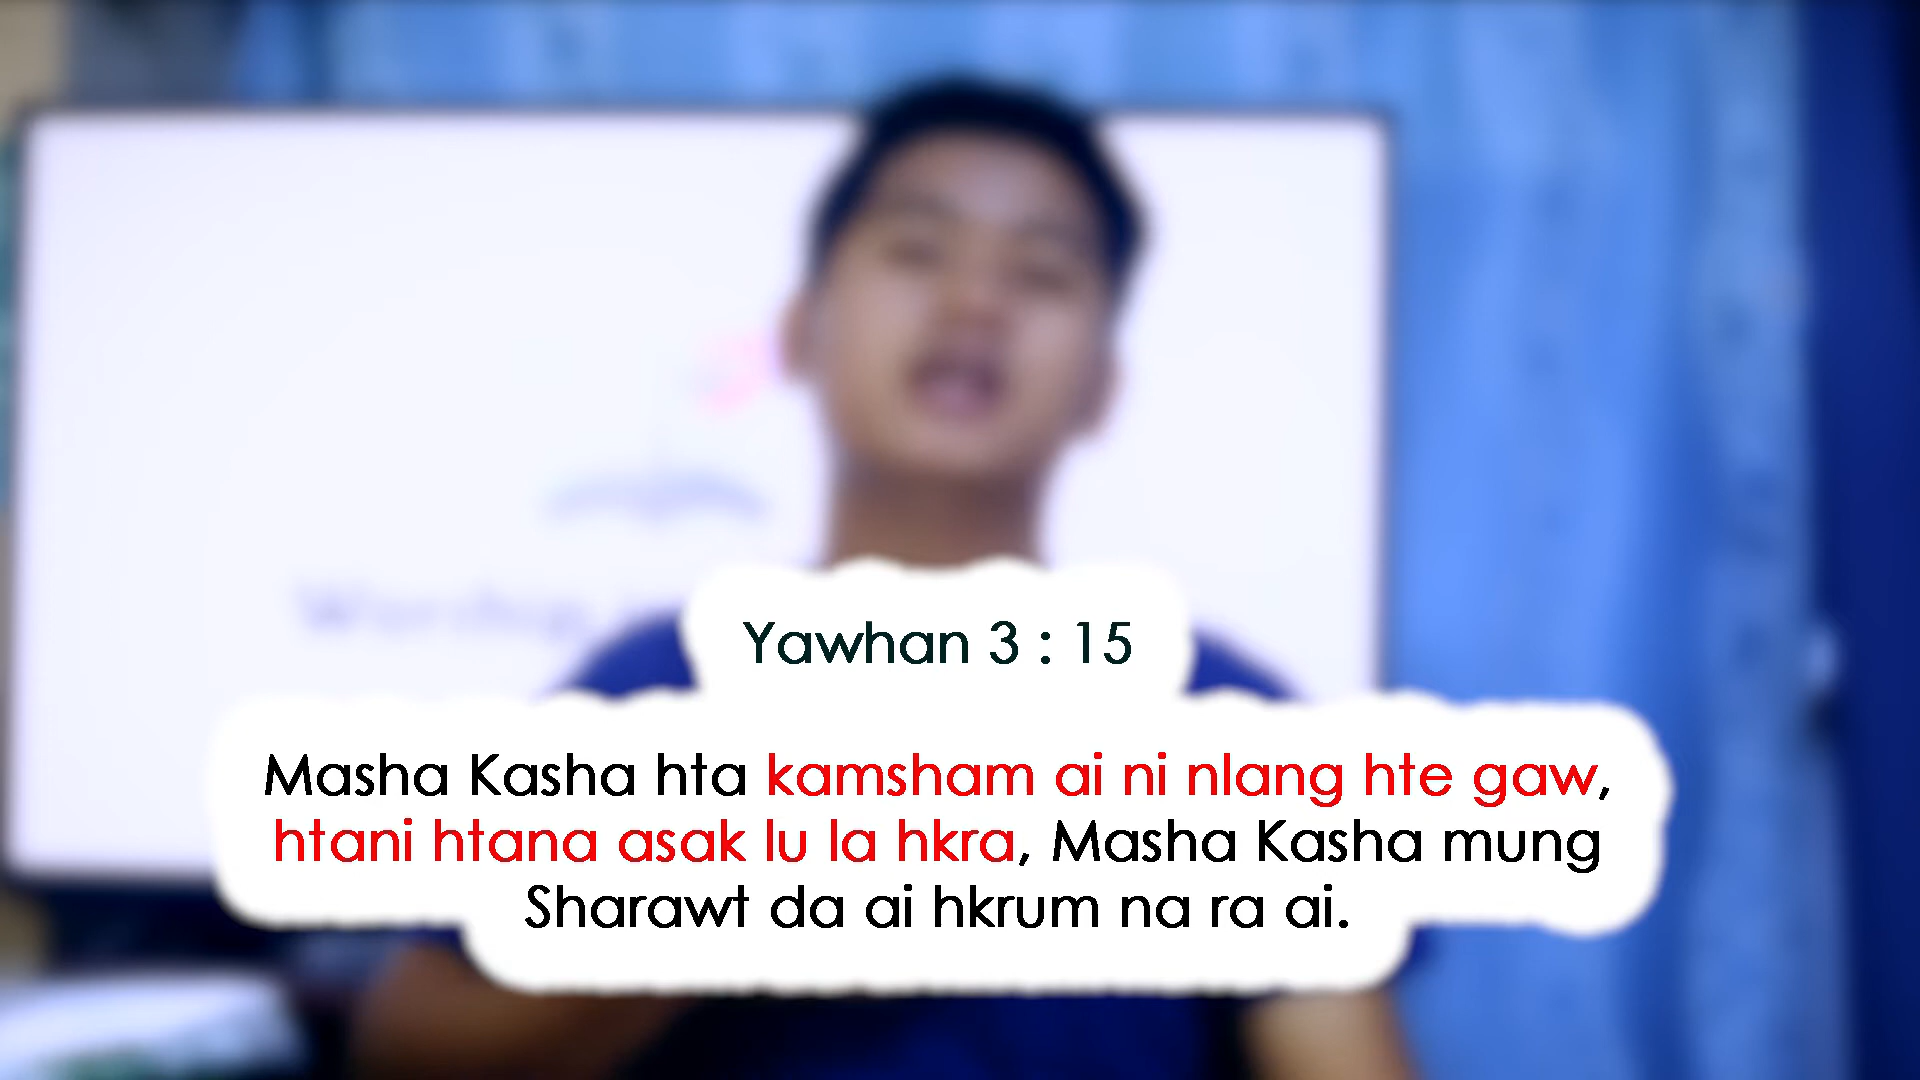 Yawhan 3 : 15
Masha Kasha hta kamsham ai ni nlang hte gaw,
htani htana asak lu la hkra, Masha Kasha mung
Sharawt da ai hkrum na ra ai.